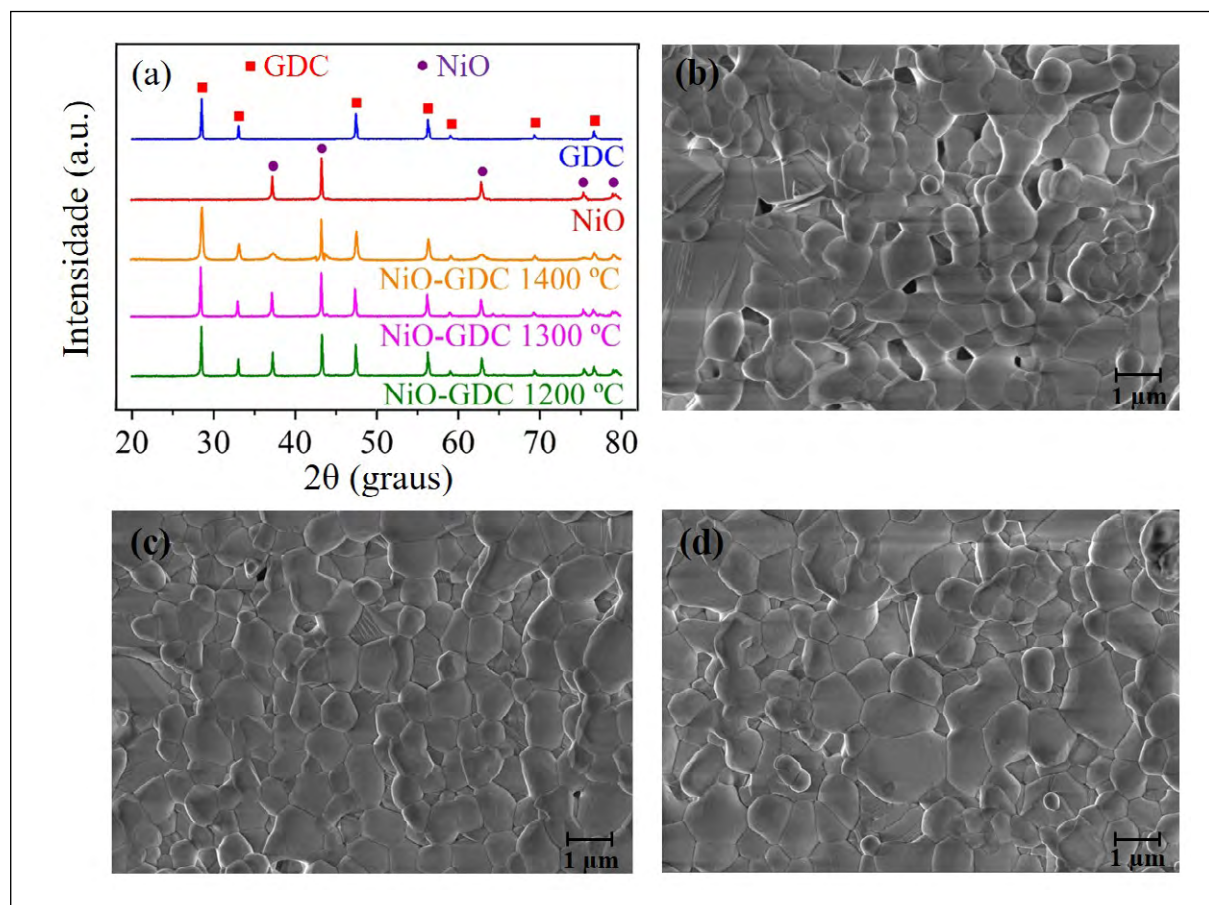 (a)
GDC
NiO
GDC
NiO
NiO-GDC 1400 ºC
NiO-GDC 1300 ºC
NiO-GDC 1200 ºC
Intensidade (a.u.)
20 30 40 50 60 70 80
2θ (graus)
(b)
1 µm
(c)
1 µm
(d)
1 µm